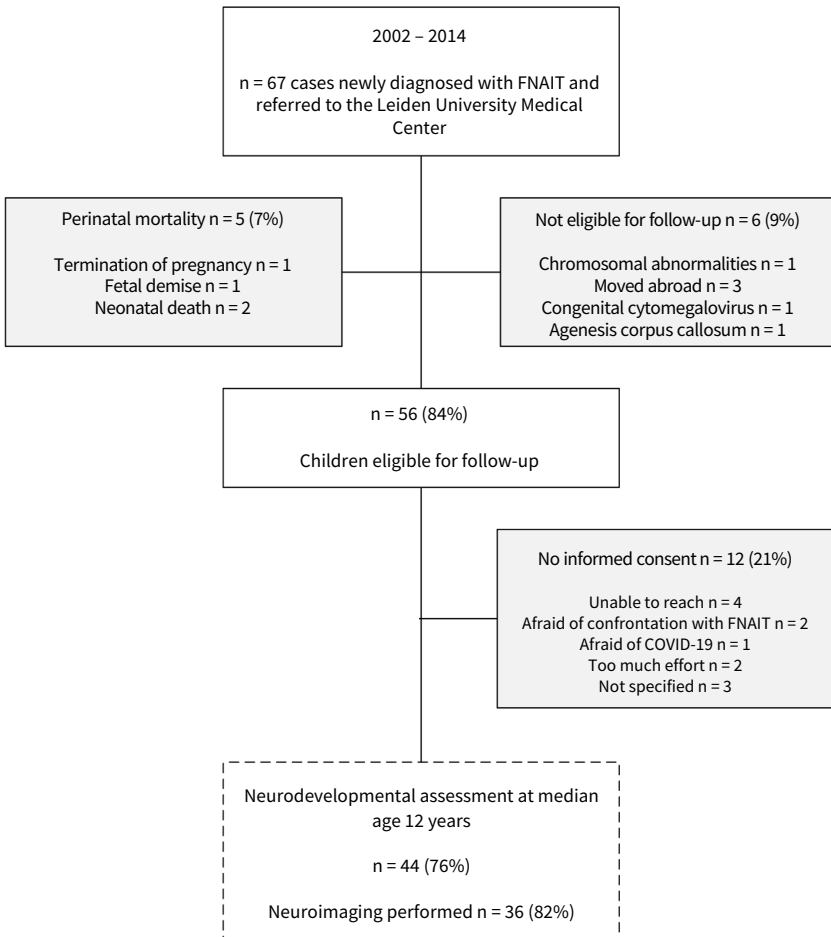 2002 – 2014
n = 67 cases newly diagnosed with FNAIT and
referred to the Leiden University Medical
Center
Perinatal mortality n = 5 (7%)
Termination of pregnancy n = 1
Fetal demise n = 1
Neonatal death n = 2
Not eligible for follow-up n = 6 (9%)
Chromosomal abnormalities n = 1
Moved abroad n = 3
Congenital cytomegalovirus n = 1
Agenesis corpus callosum n = 1
n = 56 (84%)
Children eligible for follow-up
No informed consent n = 12 (21%)
Unable to reach n = 4
Afraid of confrontation with FNAIT n = 2
Afraid of COVID-19 n = 1
Too much effort n = 2
Not specified n = 3
Neurodevelopmental assessment at median
age 12 years
n = 44 (76%)
Neuroimaging performed n = 36 (82%)